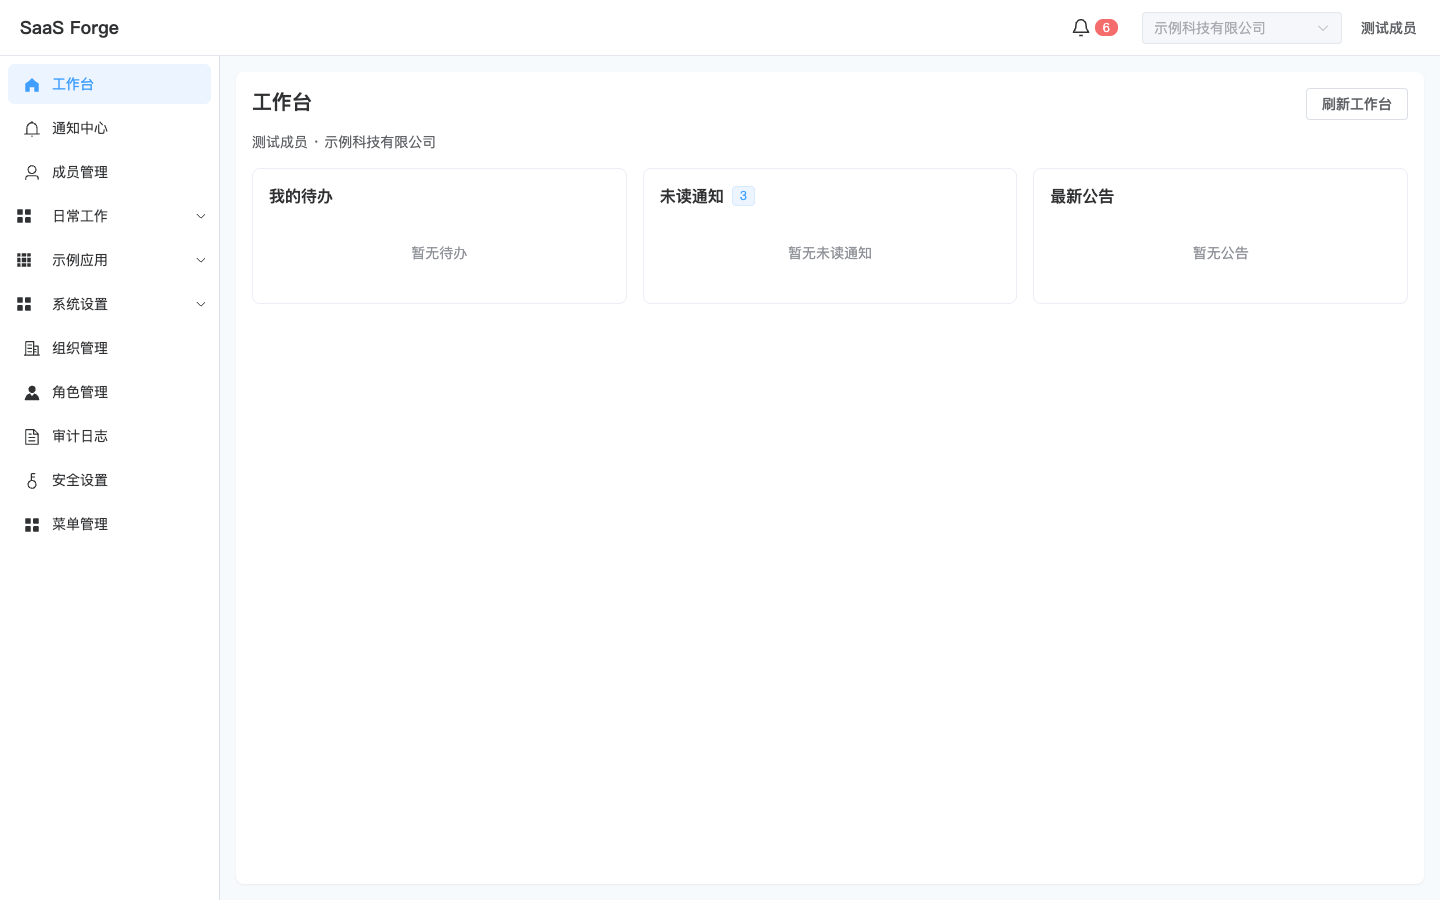 SaaS Forge
6
示例科技有限公司
测试成员
工作台
通知中心
成员管理
日常工作
示例应用
系统设置
组织管理
角色管理
审计日志
安全设置
菜单管理
工作台
刷新工作台
测试成员 · 示例科技有限公司
我的待办
暂无待办
未读通知 3
暂无未读通知
最新公告
暂无公告